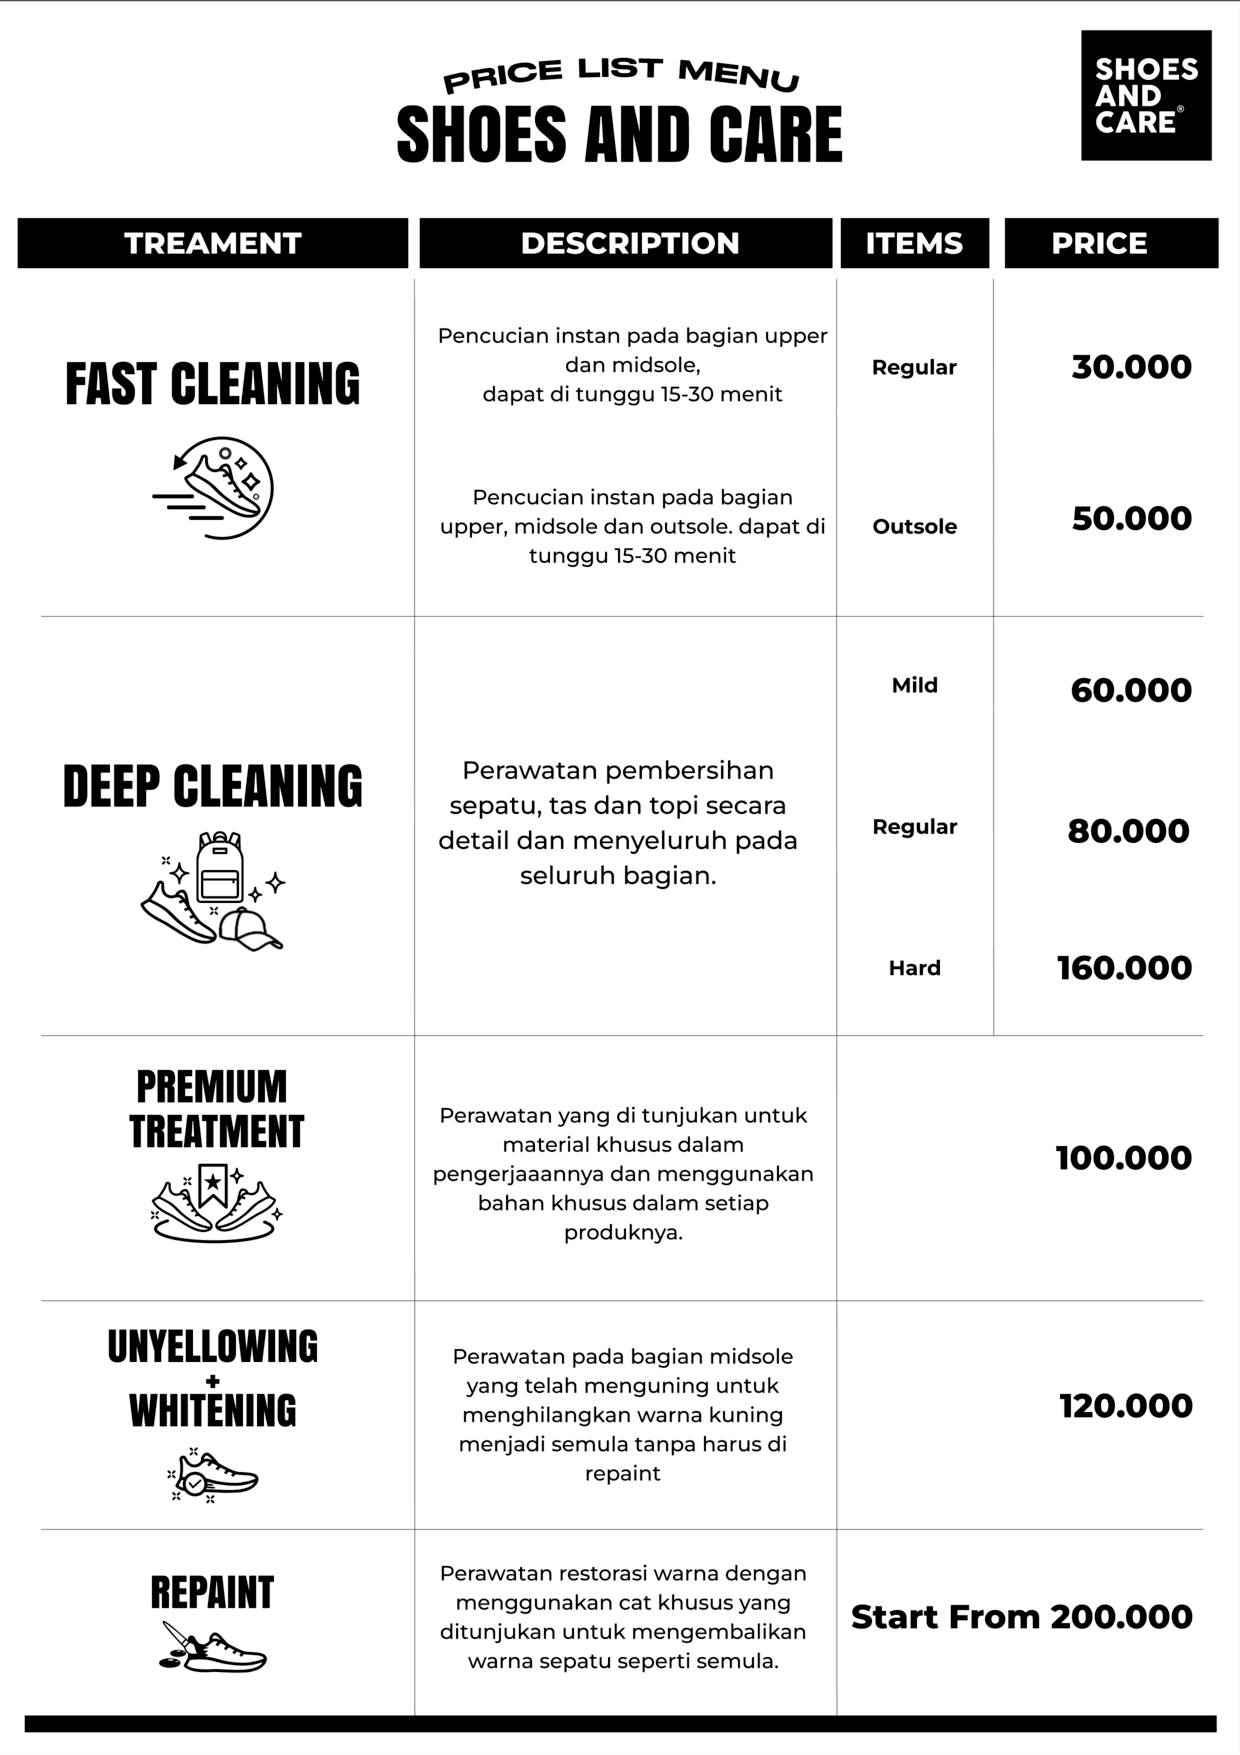 PRICE LIST MENU
SHOES AND CARE
SHOES
AND
CARE®
TREAMENT
DESCRIPTION
ITEMS
PRICE
FAST CLEANING
Pencucian instan pada bagian upper
dan midsole,
dapat di tunggu 15-30 menit
Regular
30.000
Pencucian instan pada bagian
upper, midsole dan outsole. dapat di
tunggu 15-30 menit
Outsole
50.000
DEEP CLEANING
Perawatan pembersihan
sepatu, tas dan topi secara
detail dan menyeluruh pada
seluruh bagian.
Mild
60.000
Regular
80.000
Hard
160.000
PREMIUM
TREATMENT
Perawatan yang di tunjukan untuk
material khusus dalam
pengerjaaannya dan menggunakan
bahan khusus dalam setiap
produknya.
100.000
UNYELLOWING
+
WHITENING
Perawatan pada bagian midsole
yang telah menguning untuk
menghilangkan warna kuning
menjadi semula tanpa harus di
repaint
120.000
REPAINT
Perawatan restorasi warna dengan
menggunakan cat khusus yang
ditunjukan untuk mengembalikan
warna sepatu seperti semula.
Start From 200.000